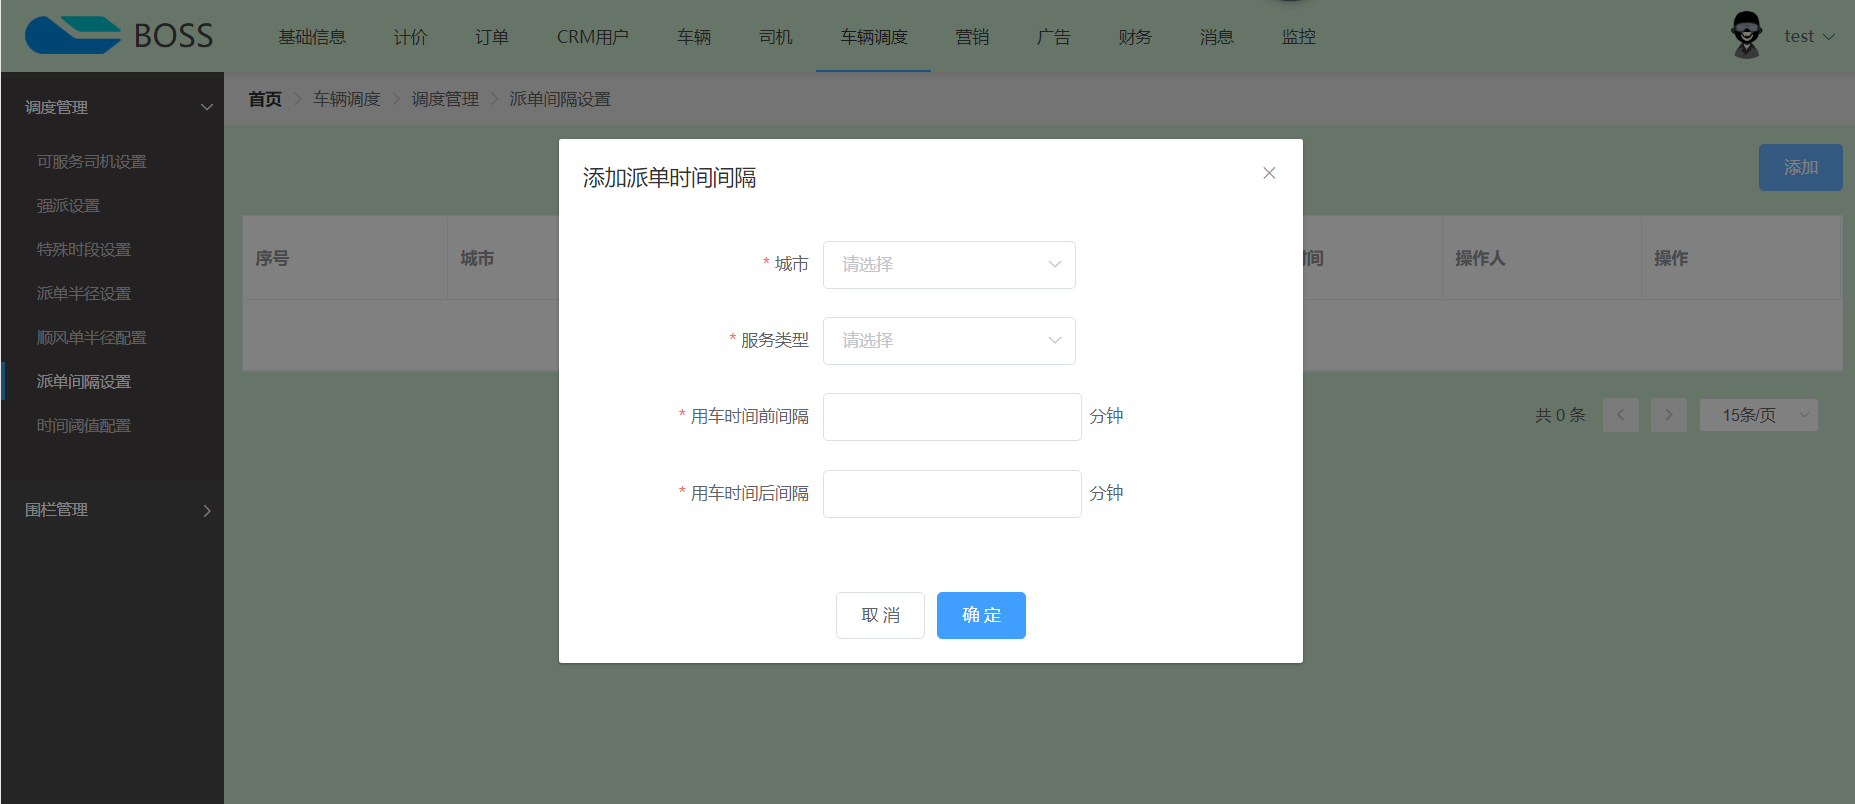 BOSS
基础信息 计价 订单 CRM用户 车辆 司机 车辆调度 营销 广告 财务 消息 监控
test
调度管理
可服务司机设置
强派设置
特殊时段设置
派单半径设置
顺风单半径配置
派单间隔设置
时间阈值配置
围栏管理
首页 车辆调度 调度管理 派单间隔设置
添加
序号 城市 间 操作人 操作
共 0 条 15条/页
添加派单时间间隔
* 城市 请选择
* 服务类型 请选择
* 用车时间前间隔 分钟
* 用车时间后间隔 分钟
取 消 确 定